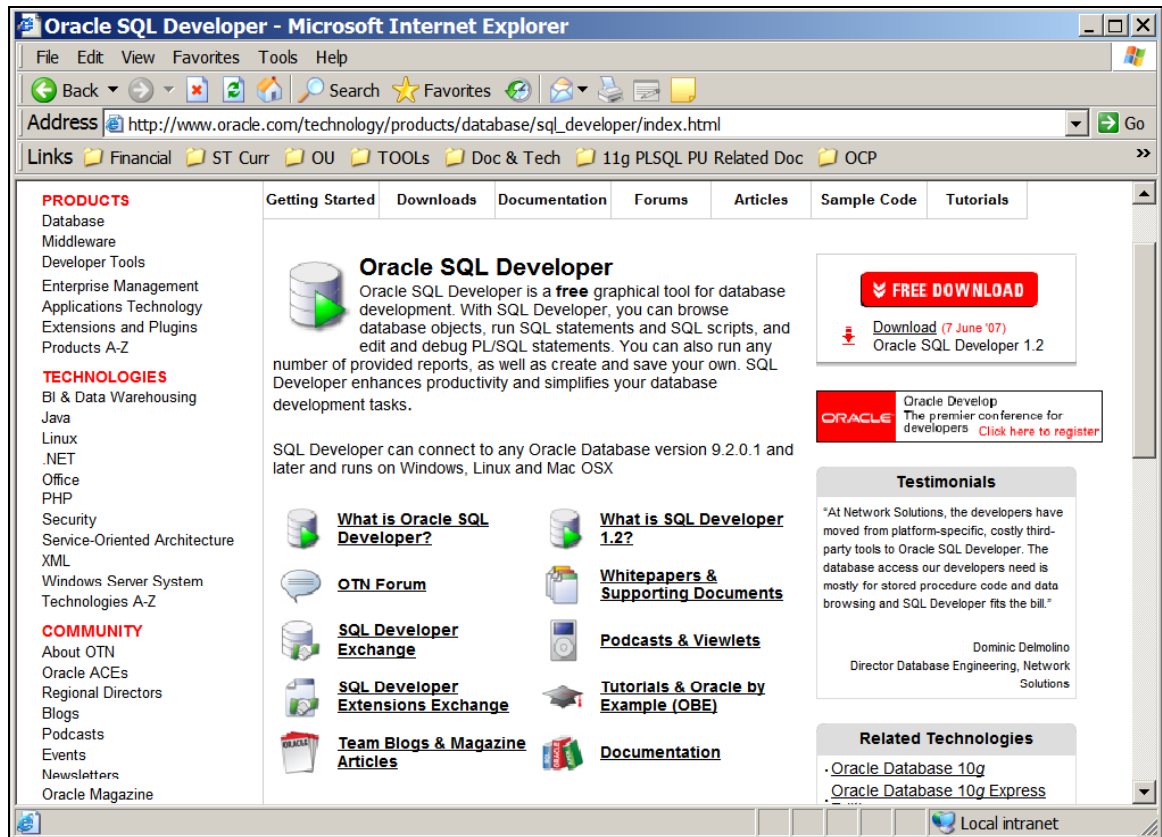 Oracle SQL Developer - Microsoft Internet Explorer
File Edit View Favorites Tools Help
Back Search Favorites
Address http://www.oracle.com/technology/products/database/sql_developer/index.html Go
Links Financial ST Curr OU TOOLs Doc & Tech 11g PLSQL PU Related Doc OCP »
PRODUCTS
Database
Middleware
Developer Tools
Enterprise Management
Applications Technology
Extensions and Plugins
Products A-Z
TECHNOLOGIES
BI & Data Warehousing
Java
Linux
.NET
Office
PHP
Security
Service-Oriented Architecture
XML
Windows Server System
Technologies A-Z
COMMUNITY
About OTN
Oracle ACEs
Regional Directors
Blogs
Podcasts
Events
Newsletters
Oracle Magazine
Getting Started Downloads Documentation Forums Articles Sample Code Tutorials
Oracle SQL Developer
Oracle SQL Developer is a free graphical tool for database
development. With SQL Developer, you can browse
database objects, run SQL statements and SQL scripts, and
edit and debug PL/SQL statements. You can also run any
number of provided reports, as well as create and save your own. SQL
Developer enhances productivity and simplifies your database
development tasks.
SQL Developer can connect to any Oracle Database version 9.2.0.1 and
later and runs on Windows, Linux and Mac OSX
What is Oracle SQL
Developer?
What is SQL Developer
1.2?
OTN Forum
Whitepapers &
Supporting Documents
SQL Developer
Exchange
Podcasts & Viewlets
SQL Developer
Extensions Exchange
Tutorials & Oracle by
Example (OBE)
ORACLE
Team Blogs & Magazine
Articles
Documentation
FREE DOWNLOAD
Download (7 June '07)
Oracle SQL Developer 1.2
ORACLE
Oracle Develop
The premier conference for
developers Click here to register
Testimonials
"At Network Solutions, the developers have
moved from platform-specific, costly third-
party tools to Oracle SQL Developer. The
database access our developers need is
mostly for stored procedure code and data
browsing and SQL Developer fits the bill."
Dominic Delmolino
Director Database Engineering, Network
Solutions
Related Technologies
· Oracle Database 10g
· Oracle Database 10g Express
Local intranet